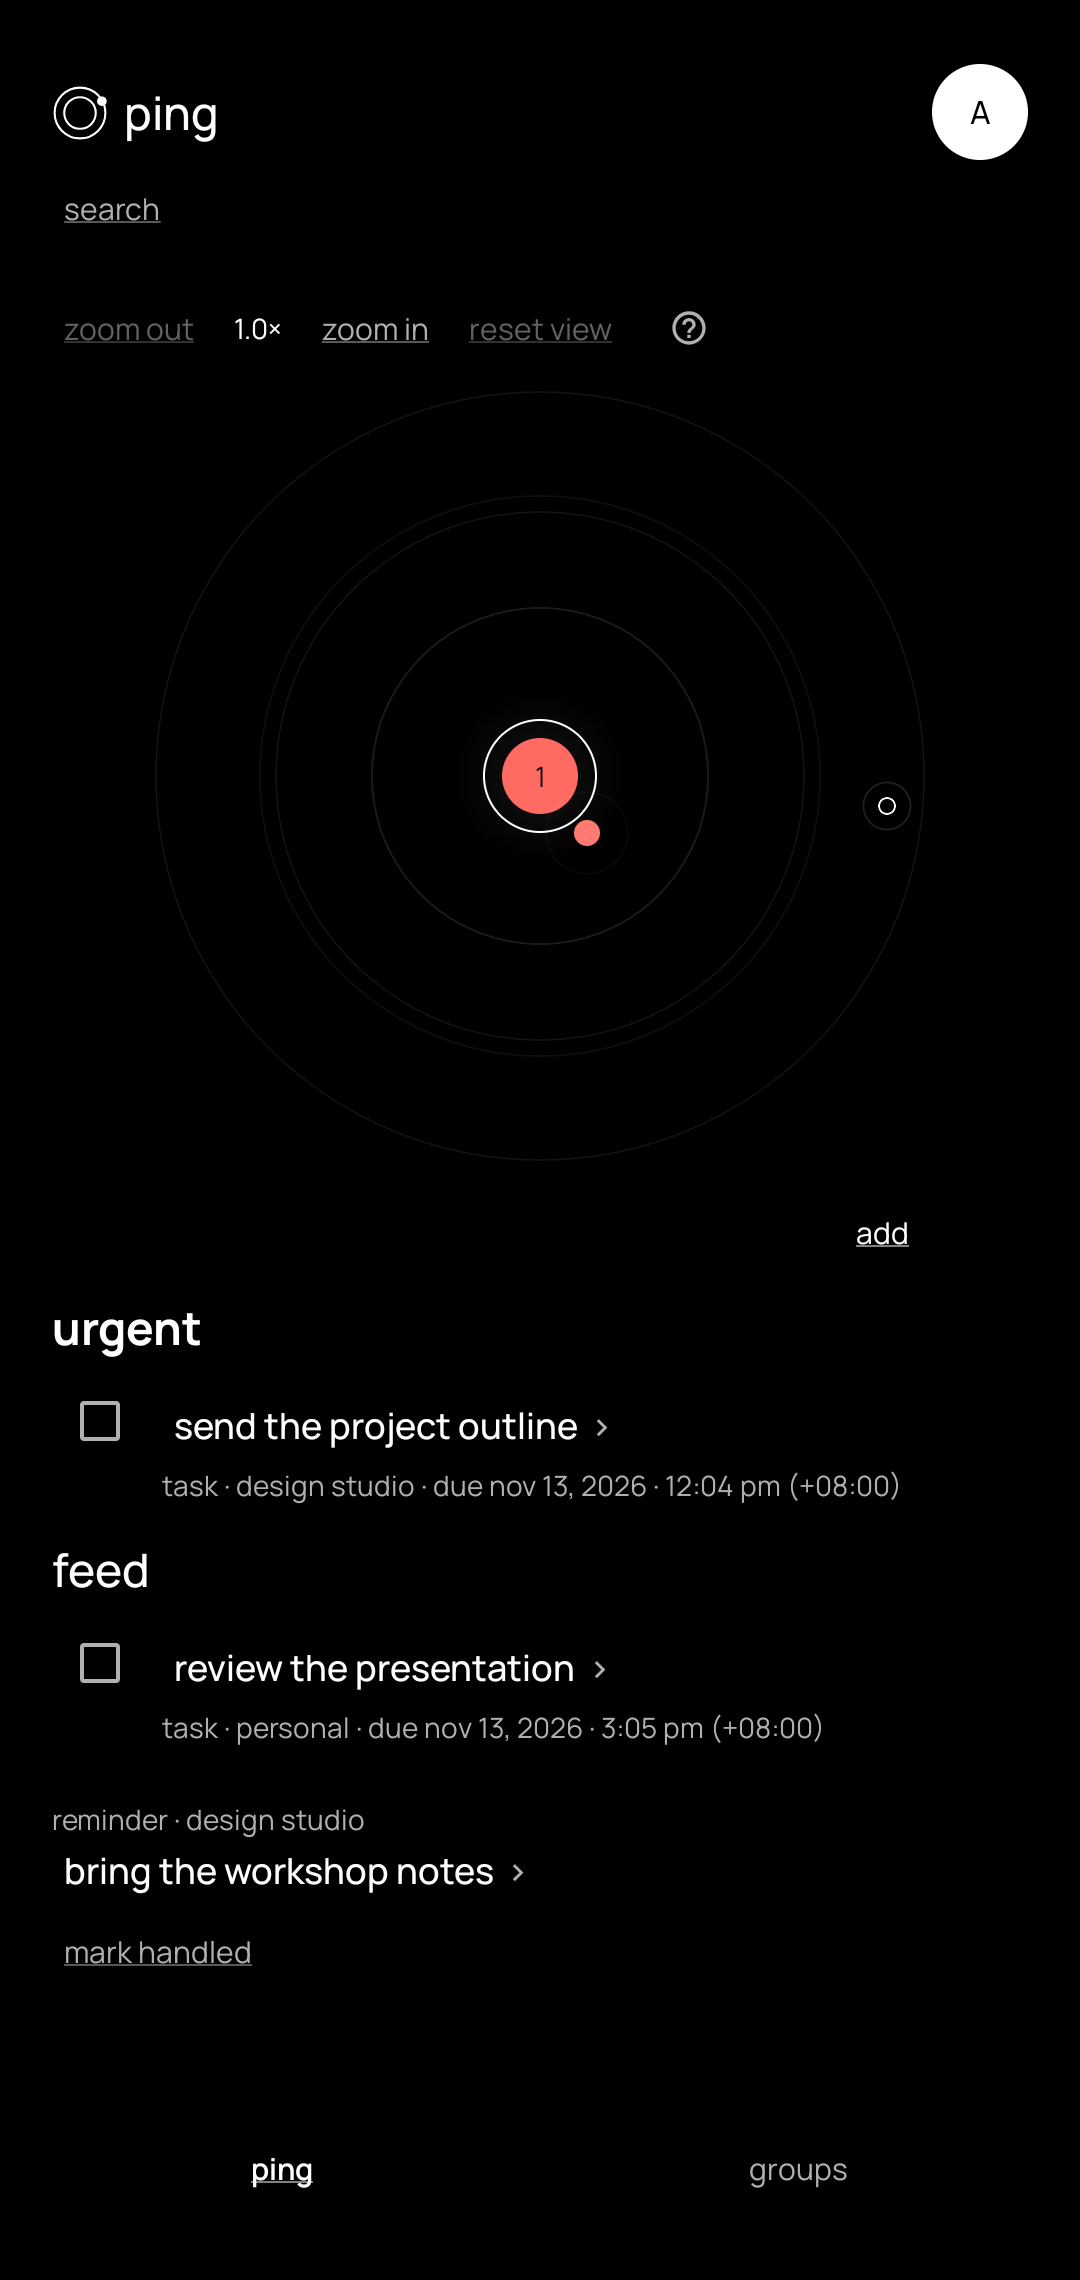 ping
A
search
zoom out 1.0× zoom in reset view ?
1
add
urgent
send the project outline ›
task · design studio · due nov 13, 2026 · 12:04 pm (+08:00)
feed
review the presentation ›
task · personal · due nov 13, 2026 · 3:05 pm (+08:00)
reminder · design studio
bring the workshop notes ›
mark handled
ping groups